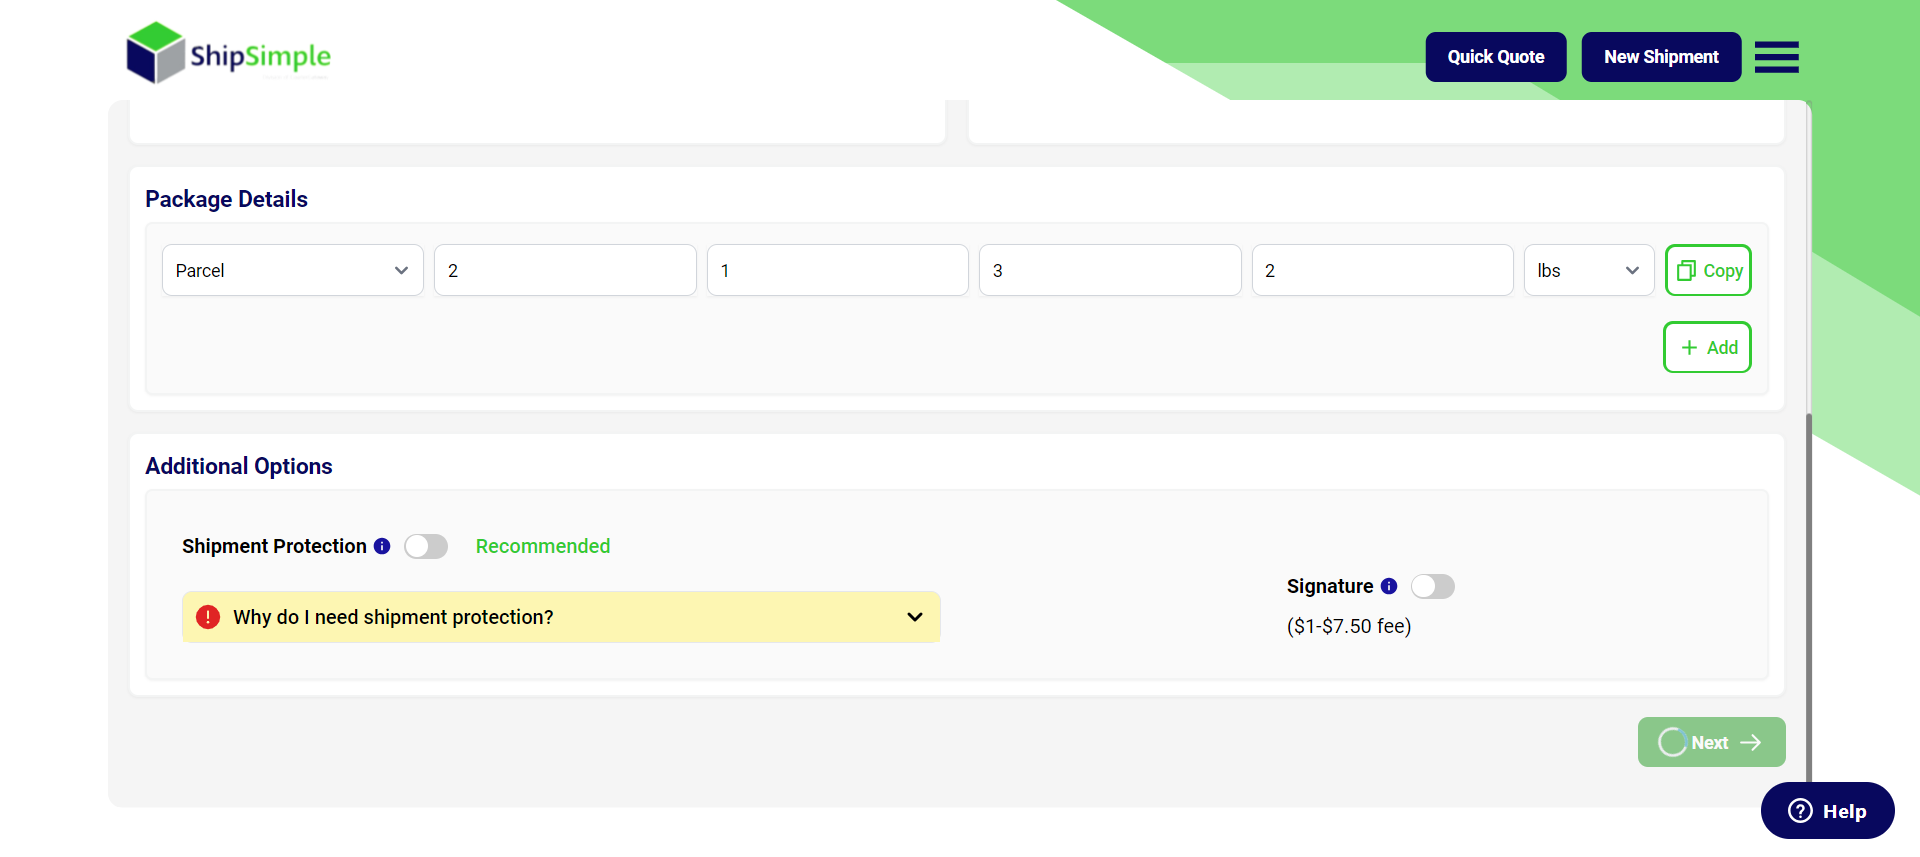 ShipSimple
Quick Quote
New Shipment
Package Details
Parcel
2
1
3
2
lbs
Copy
+ Add
Additional Options
Shipment Protection
Recommended
Why do I need shipment protection?
Signature
($1-$7.50 fee)
Next
Help